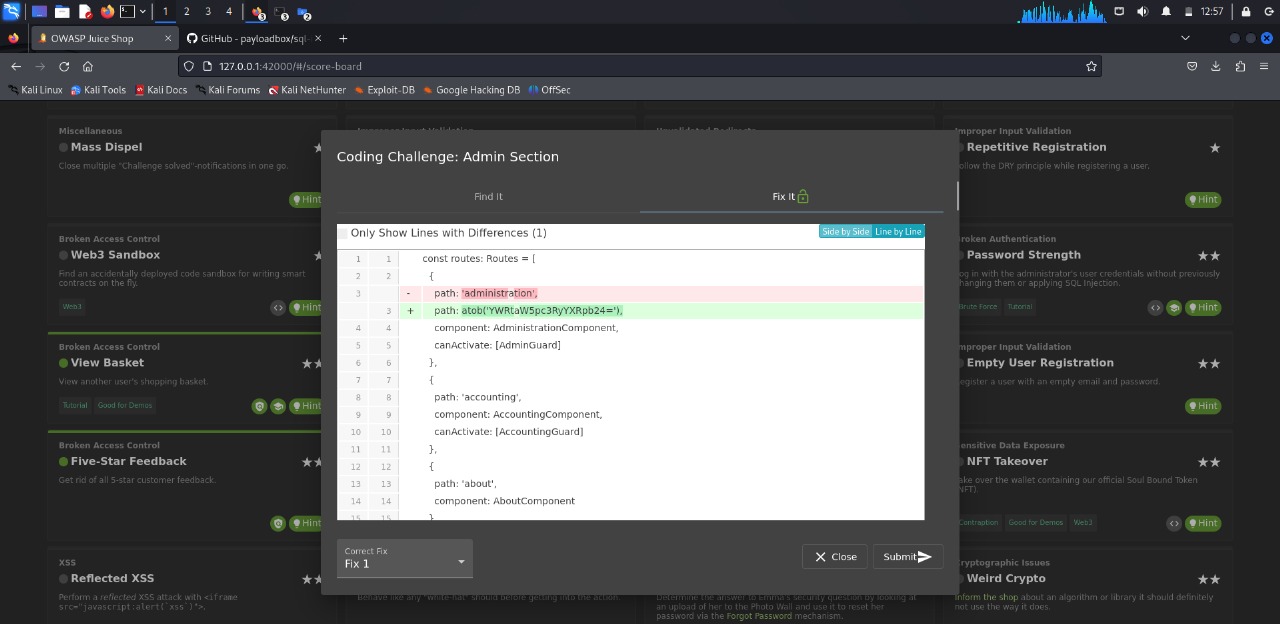 1 2 3 4 12:57
OWASP Juice Shop GitHub - payloadbox/sql-
127.0.0.1:42000/#/score-board
Kali Linux Kali Tools Kali Docs Kali Forums Kali NetHunter Exploit-DB Google Hacking DB OffSec
Miscellaneous
Mass Dispel
Close multiple "Challenge solved"-notifications in one go.
Hint
Broken Access Control
Web3 Sandbox
Find an accidentally deployed code sandbox for writing smart
contracts on the fly.
Web3
Hint
Broken Access Control
View Basket
View another user's shopping basket.
Tutorial Good for Demos
Hint
Broken Access Control
Five-Star Feedback
Get rid of all 5-star customer feedback.
Hint
XSS
Reflected XSS
Perform a reflected XSS attack with <iframe
src="javascript:alert(`xss`)">.
Coding Challenge: Admin Section
Find It Fix It
Only Show Lines with Differences (1)
Side by Side Line by Line
1 1 const routes: Routes = [
2 2 {
3 - path: 'administration',
3 + path: atob('YWRtaW5pc3RyYXRpb24='),
4 4 component: AdministrationComponent,
5 5 canActivate: [AdminGuard]
6 6 },
7 7 {
8 8 path: 'accounting',
9 9 component: AccountingComponent,
10 10 canActivate: [AccountingGuard]
11 11 },
12 12 {
13 13 path: 'about',
14 14 component: AboutComponent
15 15 }
Correct Fix
Fix 1
Close Submit
Behave like any "white-hat" should before getting into the action.
Determine the answer to Emma's security question by looking at
an upload of her to the Photo Wall and use it to reset her
password via the Forgot Password mechanism.
Improper Input Validation
Repetitive Registration
ollow the DRY principle while registering a user.
Hint
Broken Authentication
Password Strength
og in with the administrator's user credentials without previously
hanging them or applying SQL Injection.
Brute Force Tutorial
Hint
Improper Input Validation
Empty User Registration
egister a user with an empty email and password.
Hint
ensitive Data Exposure
NFT Takeover
ake over the wallet containing our official Soul Bound Token
NFT).
Contraption Good for Demos Web3
Hint
ryptographic Issues
Weird Crypto
Inform the shop about an algorithm or library it should definitely
not use the way it does.